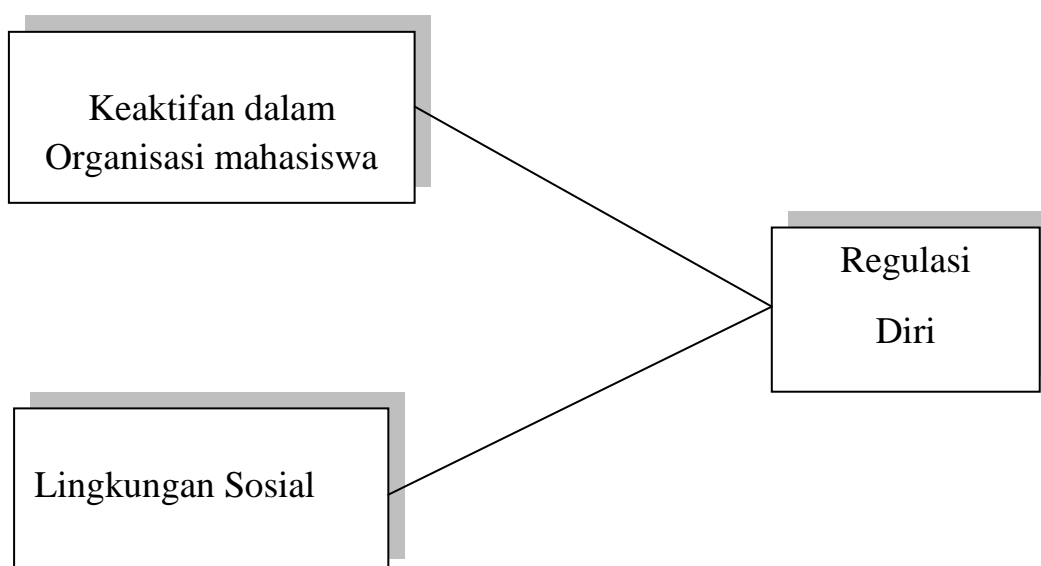 Keaktifan dalam
Organisasi mahasiswa
Regulasi
Diri
Lingkungan Sosial